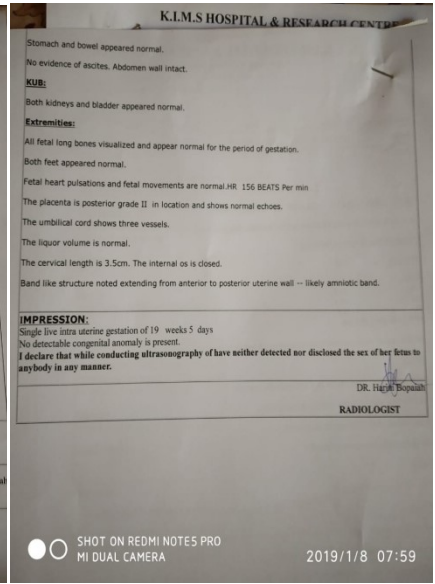 K.I.M.S HOSPITAL & RESEARCH CENTRE
Stomach and bowel appeared normal.
No evidence of ascites. Abdomen wall intact.
KUB:
Both kidneys and bladder appeared normal.
Extremities:
All fetal long bones visualized and appear normal for the period of gestation.
Both feet appeared normal.
Fetal heart pulsations and fetal movements are normal.HR 156 BEATS Per min
The placenta is posterior grade II in location and shows normal echoes.
The umbilical cord shows three vessels.
The liquor volume is normal.
The cervical length is 3.5cm. The internal os is closed.
Band like structure noted extending from anterior to posterior uterine wall -- likely amniotic band.
IMPRESSION:
Single live intra uterine gestation of 19 weeks 5 days
No detectable congenital anomaly is present.
I declare that while conducting ultrasonography of have neither detected nor disclosed the sex of her fetus to
anybody in any manner.
DR. Bopaiah
RADIOLOGIST
SHOT ON REDMI NOTE5 PRO
MI DUAL CAMERA
2019/1/8 07:59